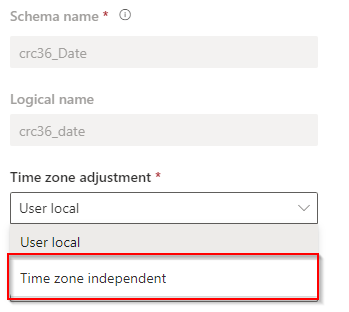 Schema name *
crc36_Date
Logical name
crc36_date
Time zone adjustment *
User local
User local
Time zone independent